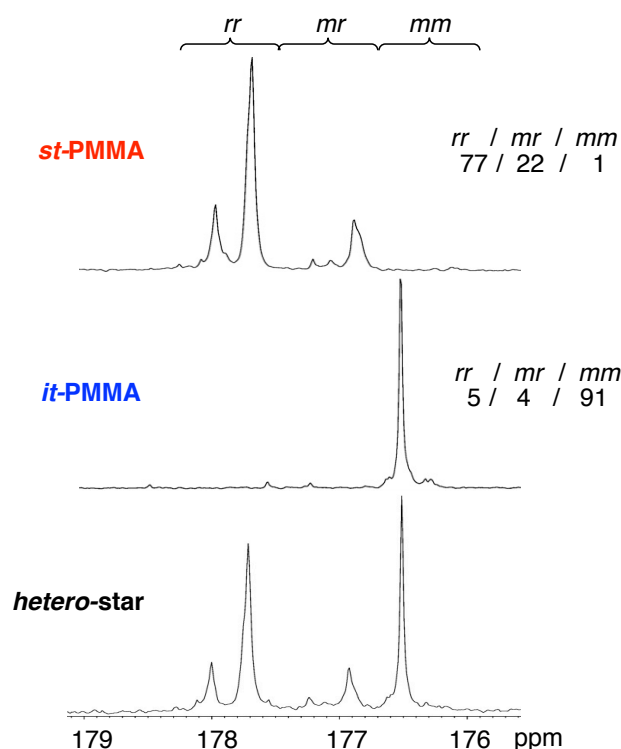 rr mr mm
st-PMMA
rr / mr / mm
77 / 22 / 1
it-PMMA
rr / mr / mm
5 / 4 / 91
hetero-star
179 178 177 176 ppm